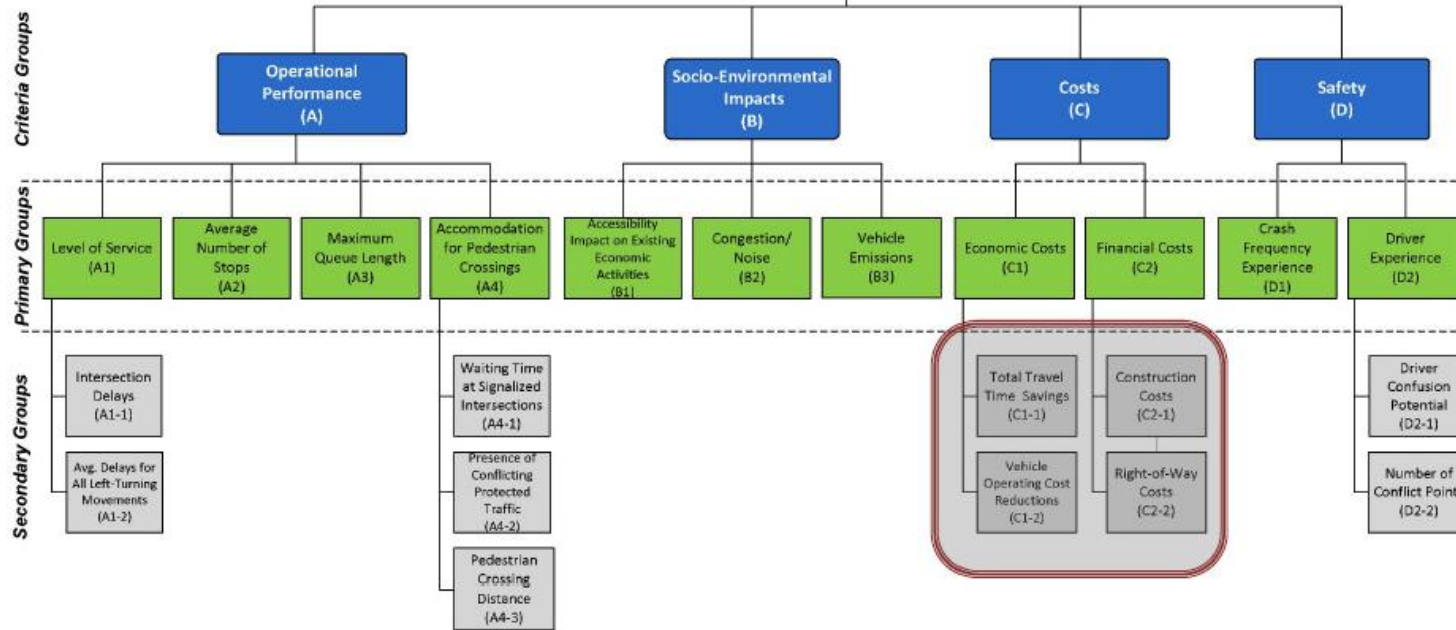 Criteria Groups
Operational
Performance
(A)
Socio-Environmental
Impacts
(B)
Costs
(C)
Safety
(D)
Primary Groups
Level of Service
(A1)
Average
Number of
Stops
(A2)
Maximum
Queue Length
(A3)
Accommodation
for Pedestrian
Crossings
(A4)
Accessibility
Impact on Existing
Economic
Activities
(B1)
Congestion/
Noise
(B2)
Vehicle
Emissions
(B3)
Economic Costs
(C1)
Financial Costs
(C2)
Crash
Frequency
Experience
(D1)
Driver
Experience
(D2)
Secondary Groups
Intersection
Delays
(A1-1)
Avg. Delays for
All Left-Turning
Movements
(A1-2)
Waiting Time
at Signalized
Intersections
(A4-1)
Presence of
Conflicting
Protected
Traffic
(A4-2)
Pedestrian
Crossing
Distance
(A4-3)
Total Travel
Time Savings
(C1-1)
Vehicle
Operating Cost
Reductions
(C1-2)
Construction
Costs
(C2-1)
Right-of-Way
Costs
(C2-2)
Driver
Confusion
Potential
(D2-1)
Number of
Conflict Point
(D2-2)